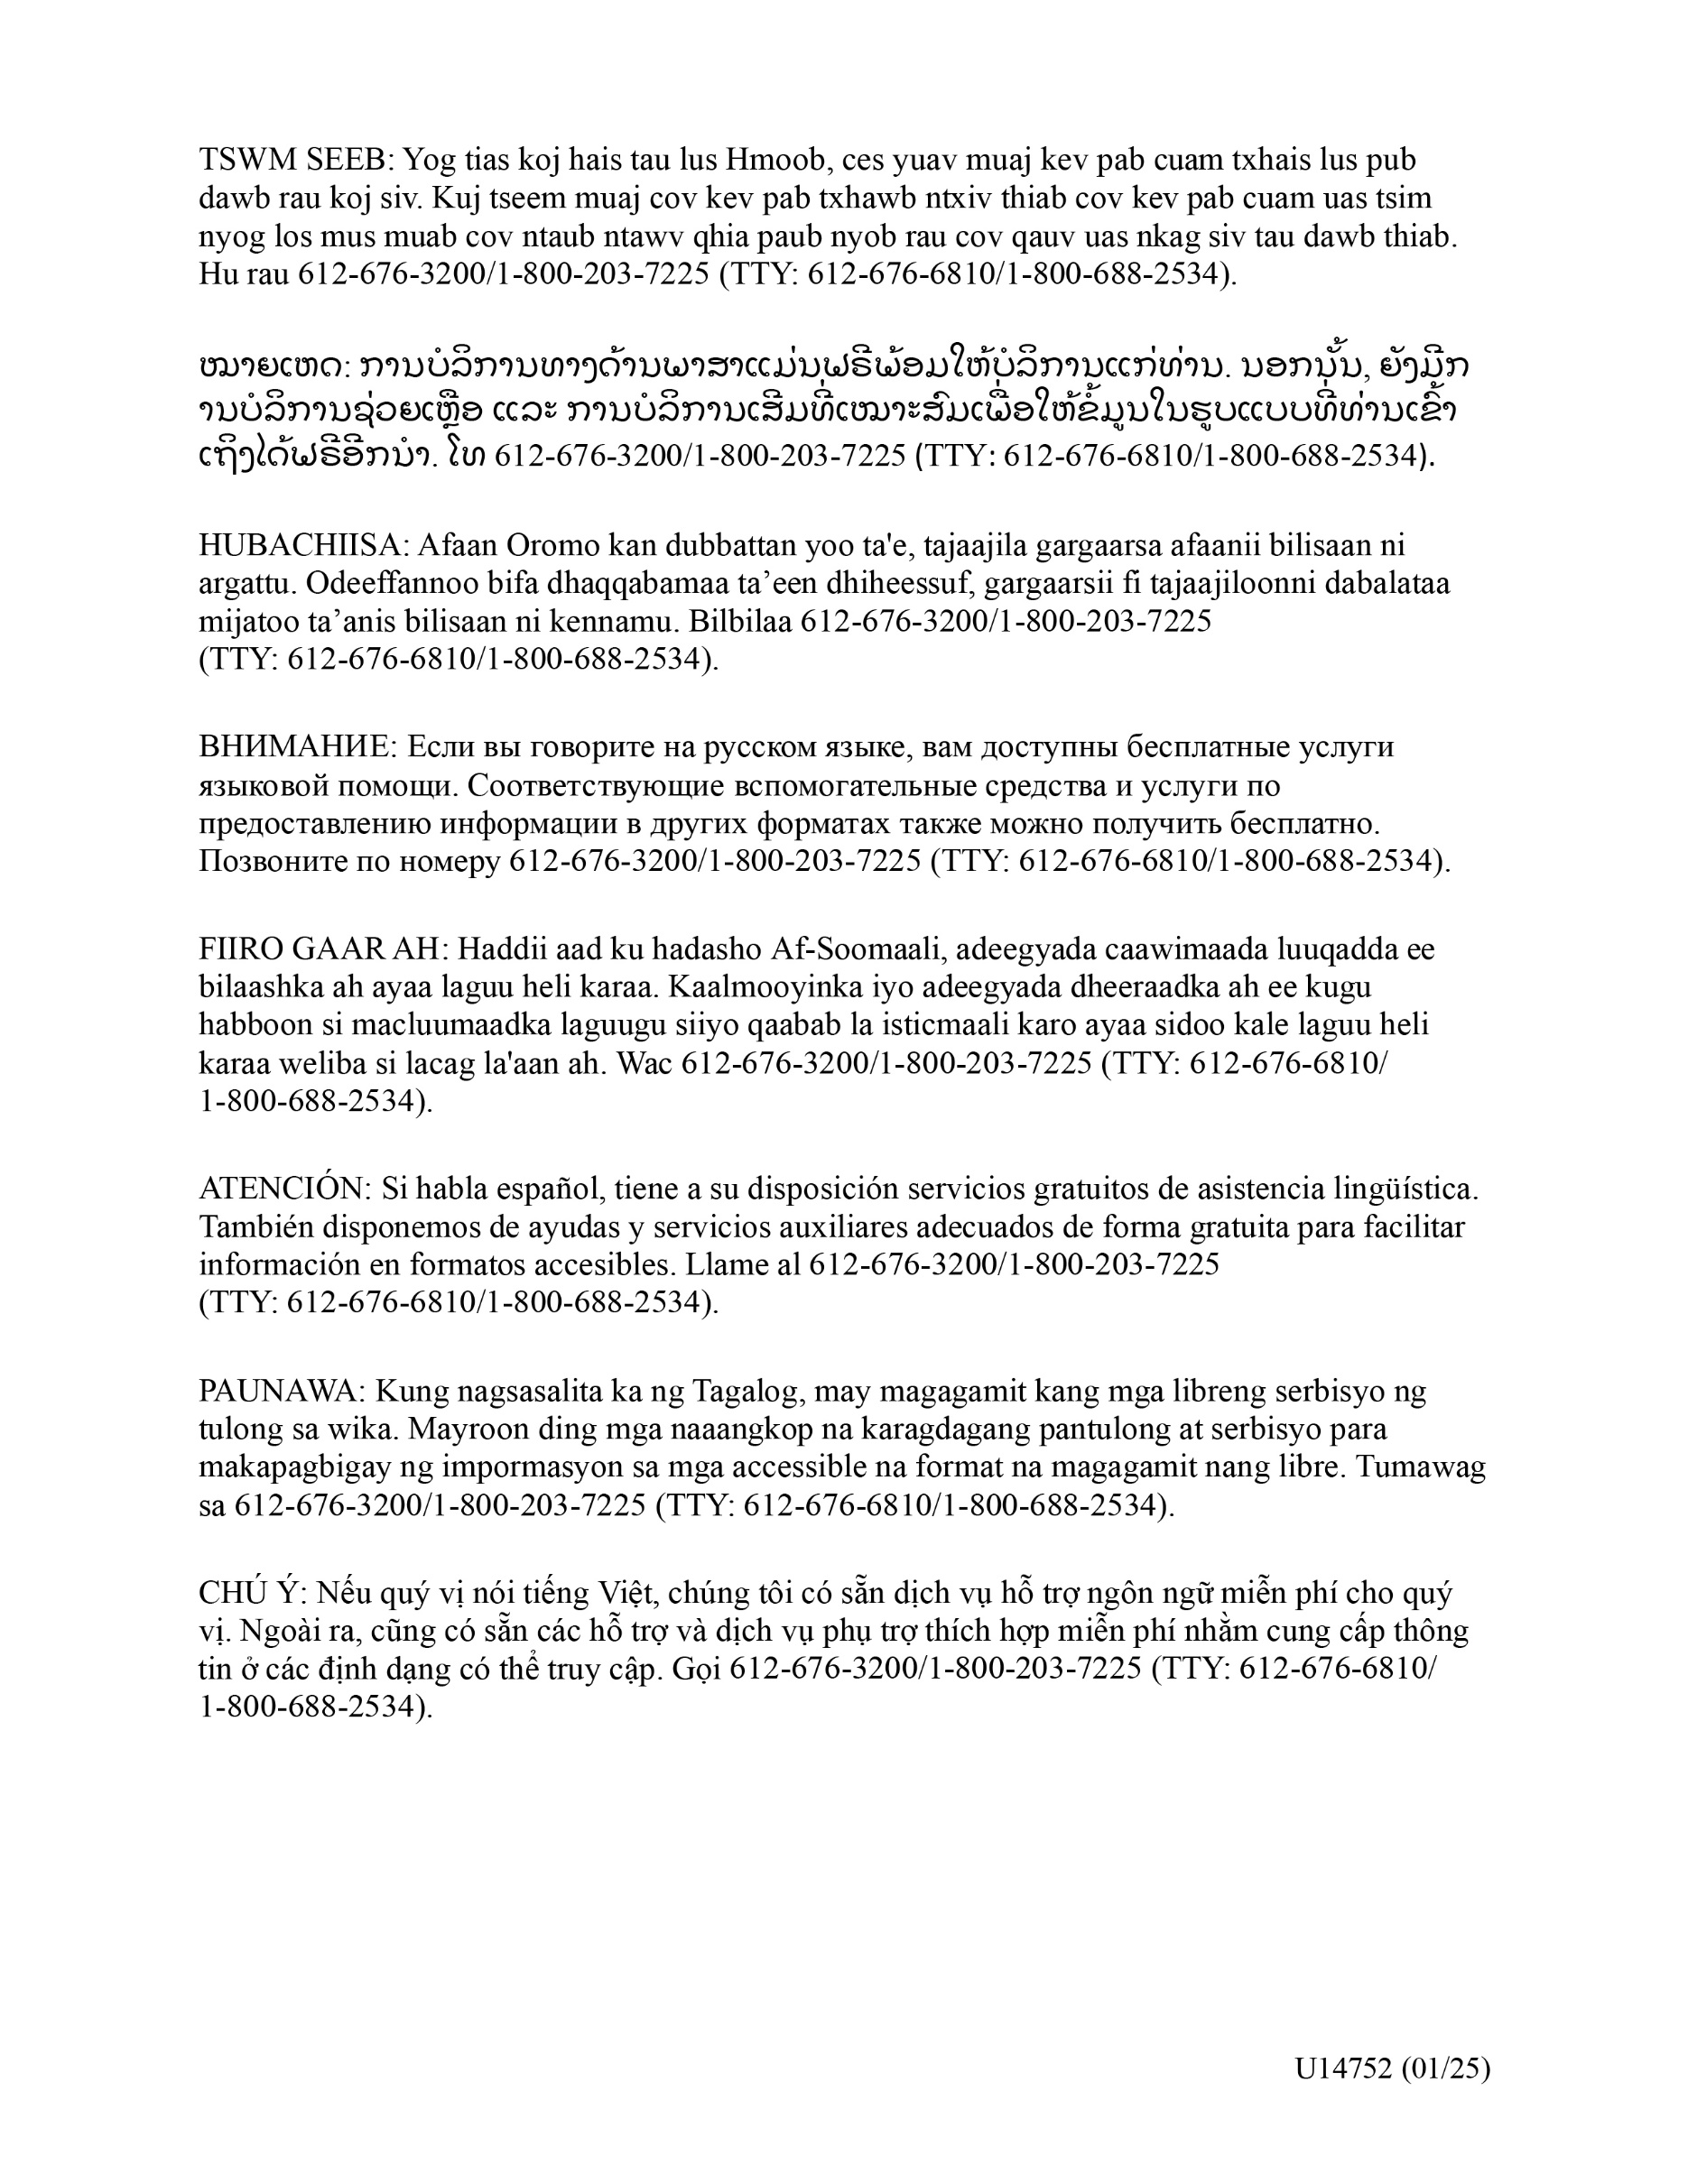 TSWM SEEB: Yog tias koj hais tau lus Hmoob, ces yuav muaj kev pab cuam txhais lus pub
dawb rau koj siv. Kuj tseem muaj cov kev pab txhawb ntxiv thiab cov kev pab cuam uas tsim
nyog los mus muab cov ntaub ntawv qhia paub nyob rau cov qauv uas nkag siv tau dawb thiab.
Hu rau 612-676-3200/1-800-203-7225 (TTY: 612-676-6810/1-800-688-2534).
ໝາຍເຫດ: ການບໍລິການທາງດ້ານພາສາແມ່ນຟຣີພ້ອມໃຫ້ບໍລິການແກ່ທ່ານ. ນອກນັ້ນ, ຍັງມີກ
ານບໍລິການຊ່ວຍເຫຼືອ ແລະ ການບໍລິການເສີມທີ່ເໝາະສົມເພື່ອໃຫ້ຂໍ້ມູນໃນຮູບແບບທີ່ທ່ານເຂົ້າ
ເຖິງໄດ້ຟຣີອີກນຳ. ໂທ 612-676-3200/1-800-203-7225 (TTY: 612-676-6810/1-800-688-2534).
HUBACHIISA: Afaan Oromo kan dubbattan yoo ta'e, tajaajila gargaarsa afaanii bilisaan ni
argattu. Odeeffannoo bifa dhaqqabamaa ta’een dhiheessuf, gargaarsii fi tajaajiloonni dabalataa
mijatoo ta’anis bilisaan ni kennamu. Bilbilaa 612-676-3200/1-800-203-7225
(TTY: 612-676-6810/1-800-688-2534).
ВНИМАНИЕ: Если вы говорите на русском языке, вам доступны бесплатные услуги
языковой помощи. Соответствующие вспомогательные средства и услуги по
предоставлению информации в других форматах также можно получить бесплатно.
Позвоните по номеру 612-676-3200/1-800-203-7225 (TTY: 612-676-6810/1-800-688-2534).
FIIRO GAAR AH: Haddii aad ku hadasho Af-Soomaali, adeegyada caawimaada luuqadda ee
bilaashka ah ayaa laguu heli karaa. Kaalmooyinka iyo adeegyada dheeraadka ah ee kugu
habboon si macluumaadka laguugu siiyo qaabab la isticmaali karo ayaa sidoo kale laguu heli
karaa weliba si lacag la'aan ah. Wac 612-676-3200/1-800-203-7225 (TTY: 612-676-6810/
1-800-688-2534).
ATENCIÓN: Si habla español, tiene a su disposición servicios gratuitos de asistencia lingüística.
También disponemos de ayudas y servicios auxiliares adecuados de forma gratuita para facilitar
información en formatos accesibles. Llame al 612-676-3200/1-800-203-7225
(TTY: 612-676-6810/1-800-688-2534).
PAUNAWA: Kung nagsasalita ka ng Tagalog, may magagamit kang mga libreng serbisyo ng
tulong sa wika. Mayroon ding mga naaangkop na karagdagang pantulong at serbisyo para
makapagbigay ng impormasyon sa mga accessible na format na magagamit nang libre. Tumawag
sa 612-676-3200/1-800-203-7225 (TTY: 612-676-6810/1-800-688-2534).
CHÚ Ý: Nếu quý vị nói tiếng Việt, chúng tôi có sẵn dịch vụ hỗ trợ ngôn ngữ miễn phí cho quý
vị. Ngoài ra, cũng có sẵn các hỗ trợ và dịch vụ phụ trợ thích hợp miễn phí nhằm cung cấp thông
tin ở các định dạng có thể truy cập. Gọi 612-676-3200/1-800-203-7225 (TTY: 612-676-6810/
1-800-688-2534).
U14752 (01/25)